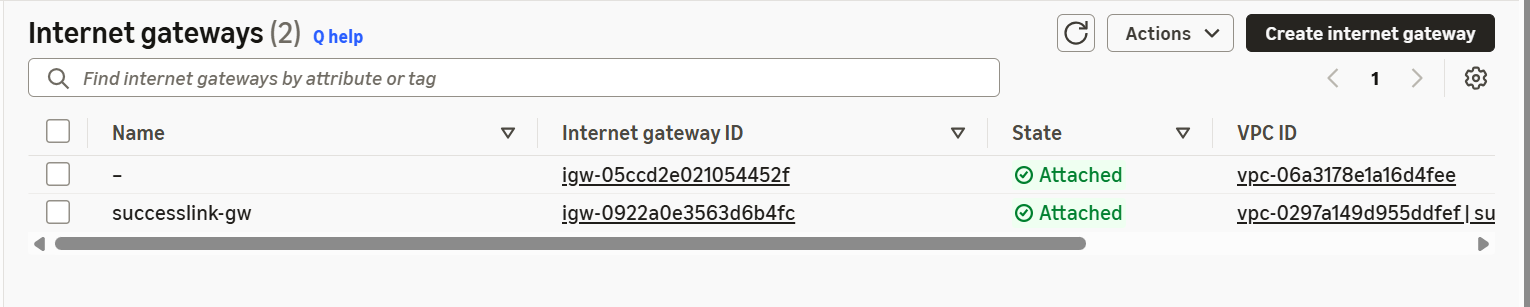 Internet gateways (2) Q help
Actions
Create internet gateway
Find internet gateways by attribute or tag
1
Name Internet gateway ID State VPC ID
– igw-05ccd2e021054452f Attached vpc-06a3178e1a16d4fee
successlink-gw igw-0922a0e3563d6b4fc Attached vpc-0297a149d955ddfef | su